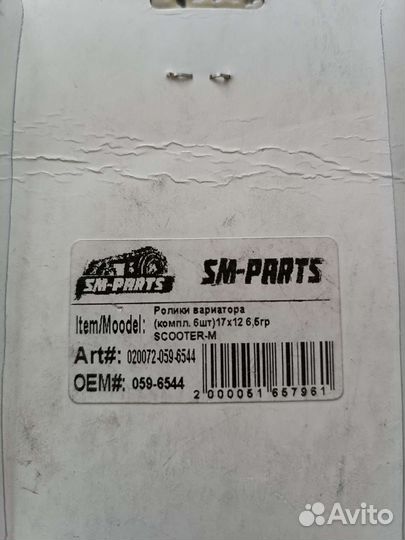 SM-PARTS
SM-PARTS
Item/Moodel:
Ролики вариатора
(компл. 6шт)17x12 6,5гр
SCOOTER-M
Art#: 020072-059-6544
OEM#: 059-6544
2 000051 657961
Avito